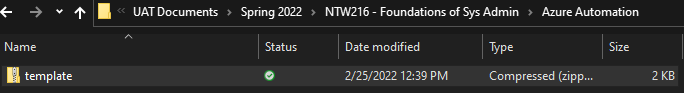 UAT Documents > Spring 2022 > NTW216 - Foundations of Sys Admin > Azure Automation
Name Status Date modified Type Size
template 2/25/2022 12:39 PM Compressed (zipp... 2 KB